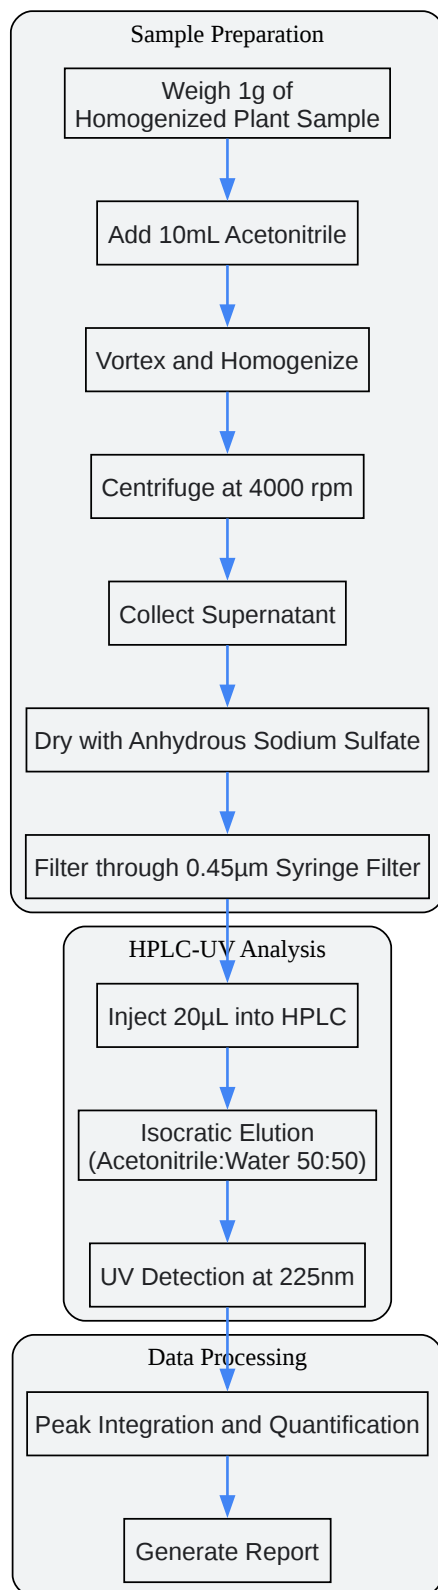 Sample Preparation
Weigh 1g of
Homogenized Plant Sample
Add 10mL Acetonitrile
Vortex and Homogenize
Centrifuge at 4000 rpm
Collect Supernatant
Dry with Anhydrous Sodium Sulfate
Filter through 0.45µm Syringe Filter
HPLC-UV Analysis
Inject 20µL into HPLC
Isocratic Elution
(Acetonitrile:Water 50:50)
UV Detection at 225nm
Data Processing
Peak Integration and Quantification
Generate Report